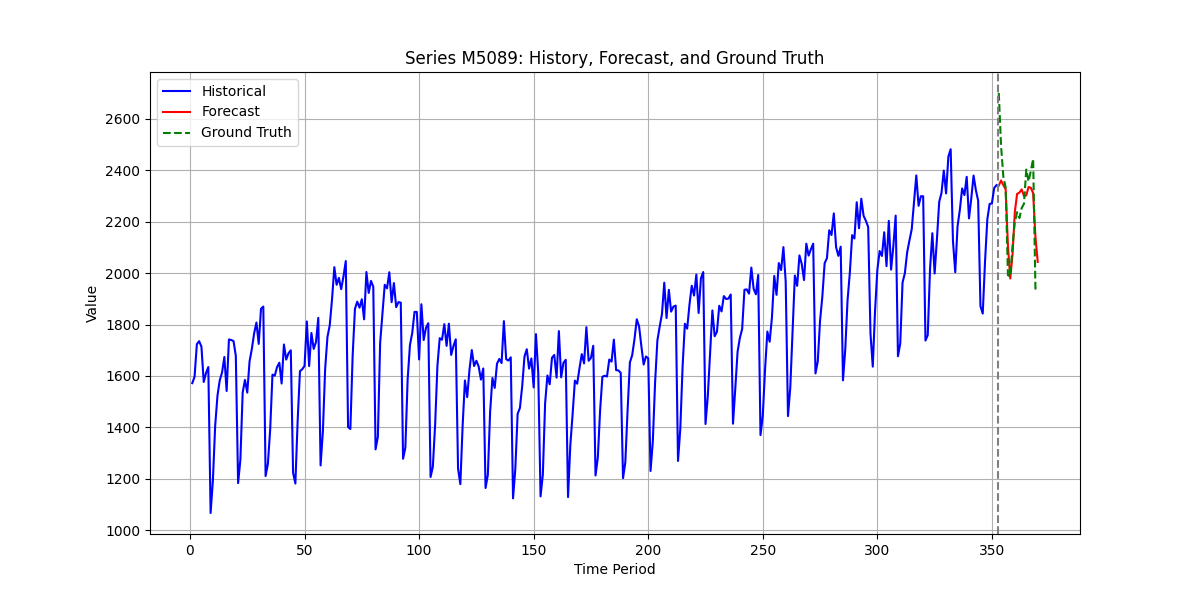 Series M5089: History, Forecast, and Ground Truth
Historical
Forecast
Ground Truth
Value
2600
2400
2200
2000
1800
1600
1400
1200
1000
0 50 100 150 200 250 300 350
Time Period